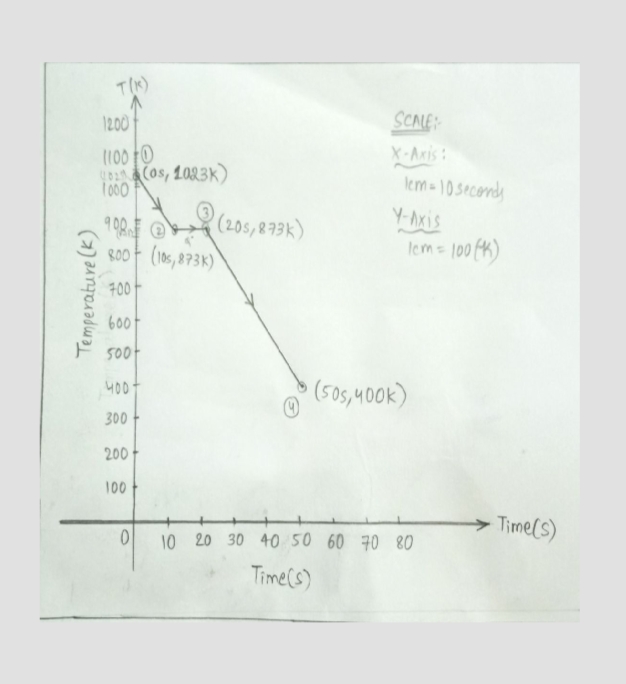 T(K)
SCALE:-
X-Axis:
1cm = 10 seconds
Y-Axis
1cm = 100 (K)
1200
1100
1000
900
800
700
600
500
400
300
200
100
Temperature (K)
①
(0s, 1023K)
②
(10s, 873K)
③
(20s, 873K)
④
(50s, 400K)
0 10 20 30 40 50 60 70 80
Time(s)
Time(s)